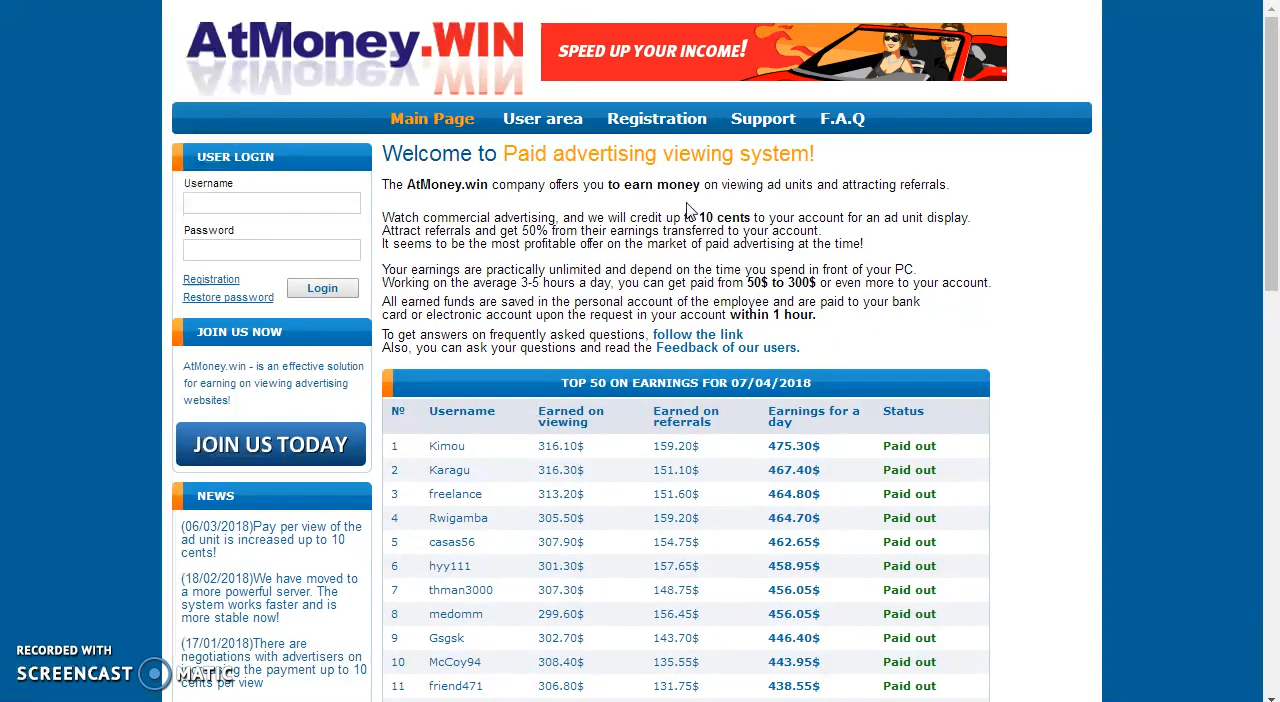 AtMoney.WIN
SPEED UP YOUR INCOME!
Main Page User area Registration Support F.A.Q
USER LOGIN
Username
Password
Registration
Restore password
Login
JOIN US NOW
AtMoney.win - is an effective solution
for earning on viewing advertising
websites!
JOIN US TODAY
NEWS
(06/03/2018)Pay per view of the
ad unit is increased up to 10
cents!
(18/02/2018)We have moved to
a more powerful server. The
system works faster and is
more stable now!
(17/01/2018)There are
negotiations with advertisers on
the payment up to 10
cents per view
Welcome to Paid advertising viewing system!
The AtMoney.win company offers you to earn money on viewing ad units and attracting referrals.
Watch commercial advertising, and we will credit up to 10 cents to your account for an ad unit display.
Attract referrals and get 50% from their earnings transferred to your account.
It seems to be the most profitable offer on the market of paid advertising at the time!
Your earnings are practically unlimited and depend on the time you spend in front of your PC.
Working on the average 3-5 hours a day, you can get paid from 50$ to 300$ or even more to your account.
All earned funds are saved in the personal account of the employee and are paid to your bank
card or electronic account upon the request in your account within 1 hour.
To get answers on frequently asked questions, follow the link
Also, you can ask your questions and read the Feedback of our users.
TOP 50 ON EARNINGS FOR 07/04/2018
№ Username Earned on viewing Earned on referrals Earnings for a day Status
1 Kimou 316.10$ 159.20$ 475.30$ Paid out
2 Karagu 316.30$ 151.10$ 467.40$ Paid out
3 freelance 313.20$ 151.60$ 464.80$ Paid out
4 Rwigamba 305.50$ 159.20$ 464.70$ Paid out
5 casas56 307.90$ 154.75$ 462.65$ Paid out
6 hyy111 301.30$ 157.65$ 458.95$ Paid out
7 thman3000 307.30$ 148.75$ 456.05$ Paid out
8 medomm 299.60$ 156.45$ 456.05$ Paid out
9 Gsgsk 302.70$ 143.70$ 446.40$ Paid out
10 McCoy94 308.40$ 135.55$ 443.95$ Paid out
11 friend471 306.80$ 131.75$ 438.55$ Paid out
RECORDED WITH
SCREENCAST MATIC